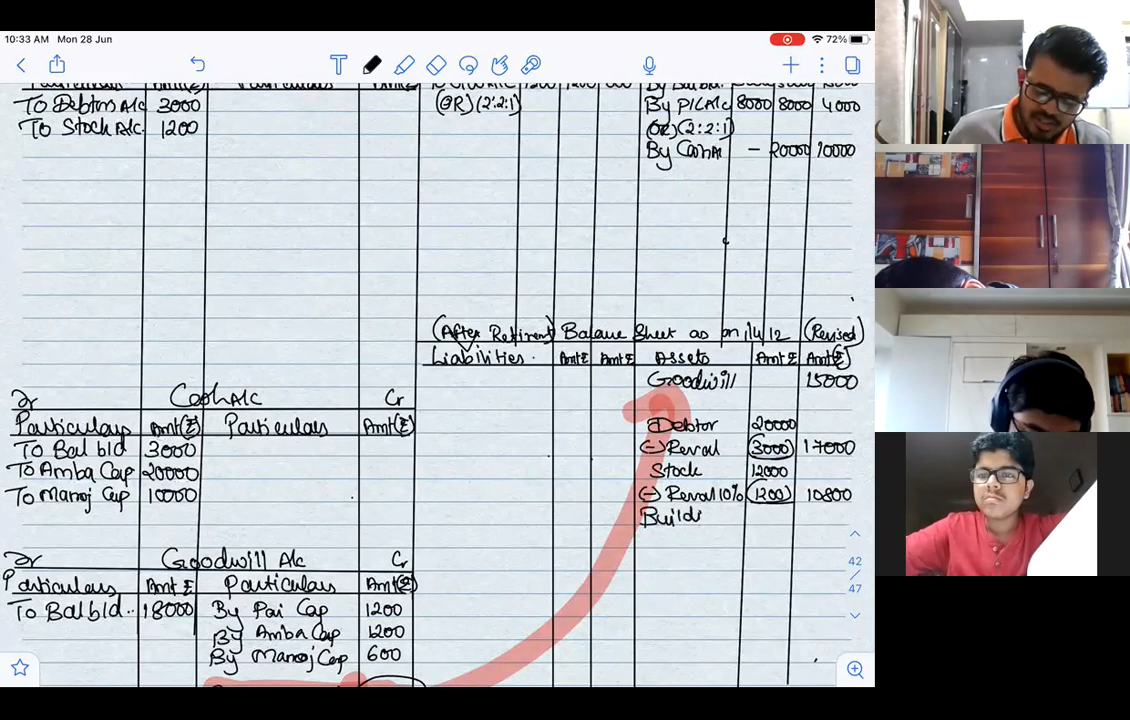 10:33 AM Mon 28 Jun
72%
To Debtors A/c 3000
To Stock A/c. 1200
(OR) (2:2:1)
By P/L A/c 8000 8000 4000
(OR) (2:2:1)
By Cash A/c - 20000 10000
(After Retirement) Balance Sheet as on 1/4/12 (Revised)
Liabilities. Amt ₹ Amt ₹ Assets Amt ₹ Amt(₹)
Goodwill 15000
Debtor 20000
(-) Reval (3000) 17000
Stock 12000
(-) Reval 10% (1200) 10800
Buildi
Dr Cash A/c Cr
Particulars Amt(₹) Particulars Amt(₹)
To Bal b/d 3000
To Amba Cap 20000
To Manoj Cap 10000
Dr Goodwill A/c Cr
Particulars Amt ₹ Particulars Amt(₹)
To Bal b/d.. 18000 By Pai Cap 1200
By Amba Cap 1200
By Manoj Cap 600
42
/
47